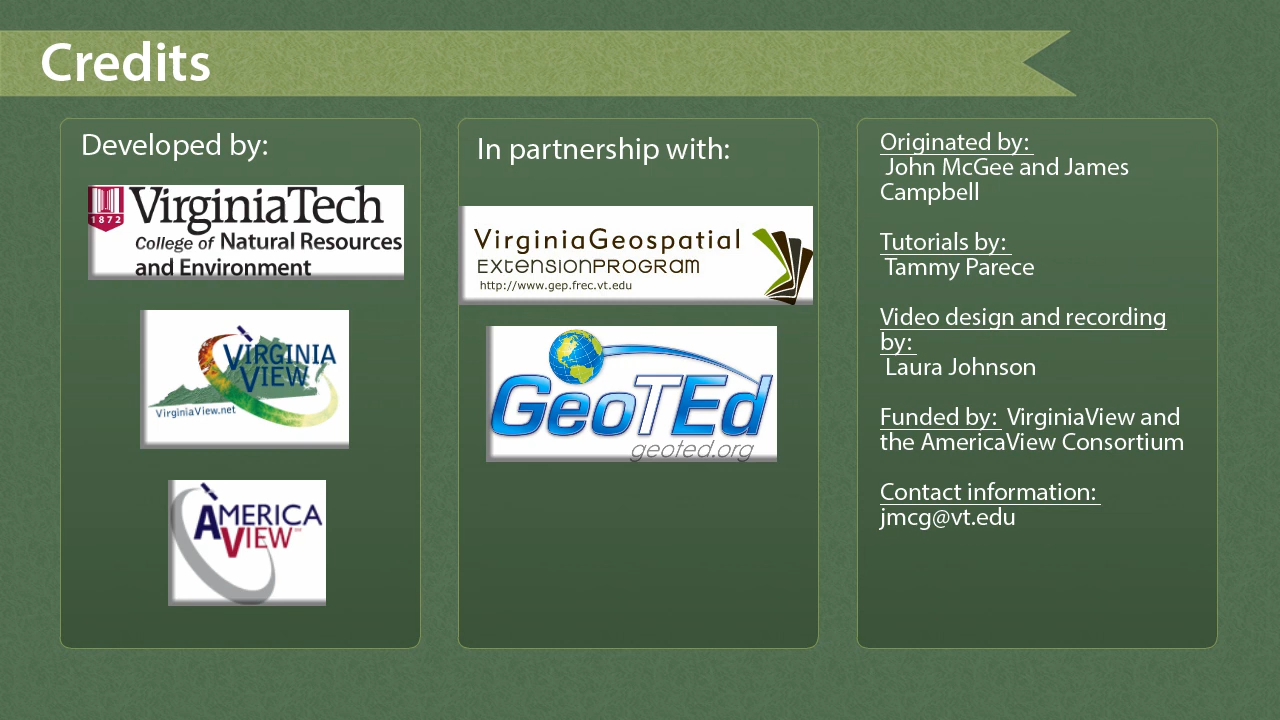 Credits
Developed by:
VirginiaTech
1872
College of Natural Resources
and Environment
VIRGINIA
VIEW
VirginiaView.net
AMERICA
VIEW
In partnership with:
VirginiaGeospatial
EXTENSIONPROGRAM
http://www.gep.frec.vt.edu
GeoTEd
geoted.org
Originated by:
John McGee and James
Campbell
Tutorials by:
Tammy Parece
Video design and recording
by:
Laura Johnson
Funded by: VirginiaView and
the AmericaView Consortium
Contact information:
jmcg@vt.edu